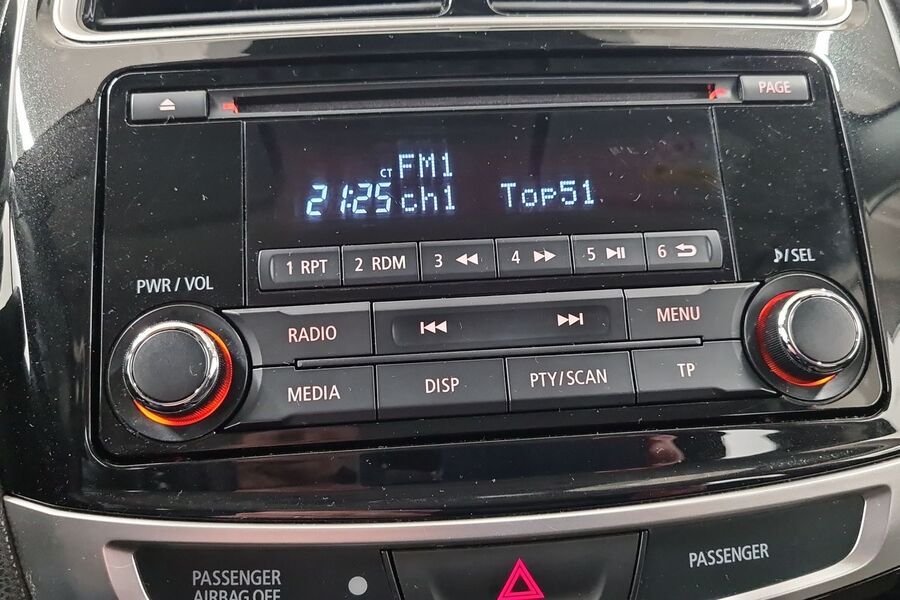 PAGE
CT FM1
21:25 ch1 Top51
1 RPT 2 RDM 3 4 5 6
PWR / VOL
/SEL
RADIO MENU
MEDIA DISP PTY/SCAN TP
PASSENGER
AIRBAG OFF
PASSENGER